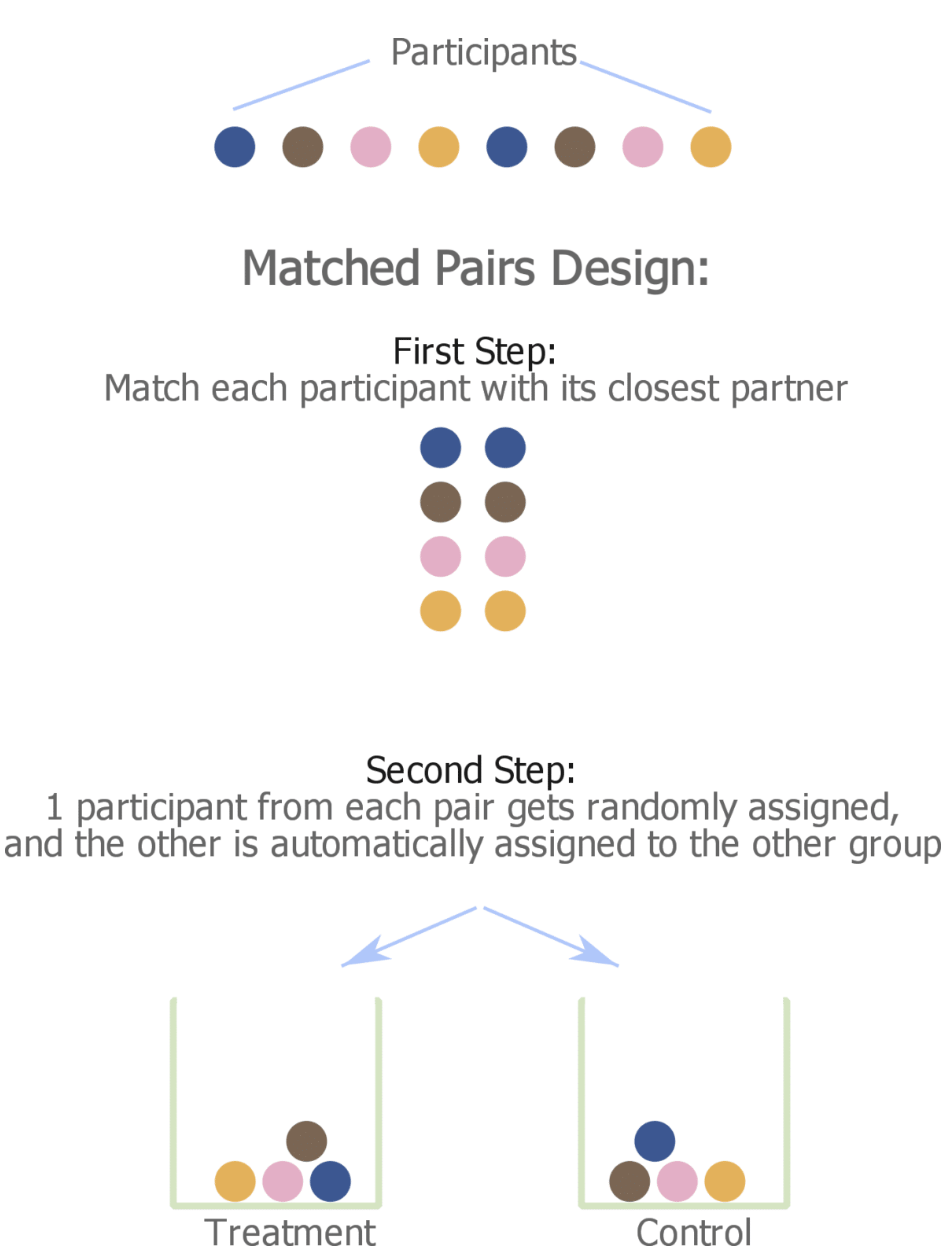 Participants
Matched Pairs Design:
First Step:
Match each participant with its closest partner
Second Step:
1 participant from each pair gets randomly assigned,
and the other is automatically assigned to the other group
Treatment
Control